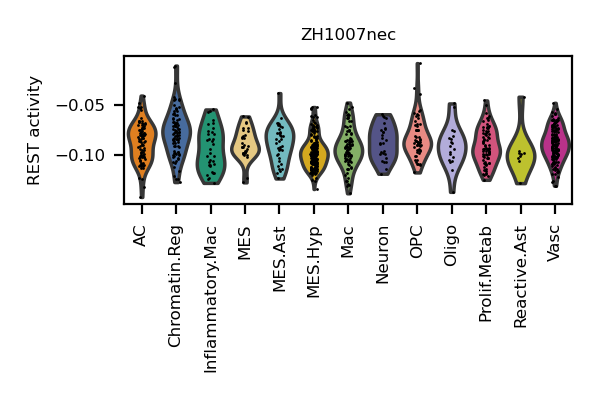 ZH1007nec
REST activity
−0.05
−0.10
AC
Chromatin.Reg
Inflammatory.Mac
MES
MES.Ast
MES.Hyp
Mac
Neuron
OPC
Oligo
Prolif.Metab
Reactive.Ast
Vasc